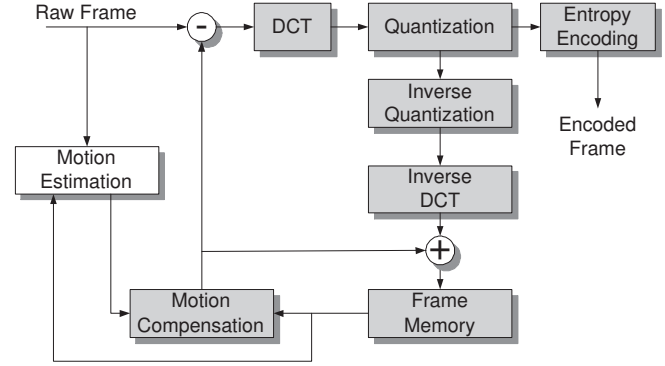 Raw Frame
-
DCT
Quantization
Entropy
Encoding
Inverse
Quantization
Encoded
Frame
Motion
Estimation
Inverse
DCT
+
Motion
Compensation
Frame
Memory